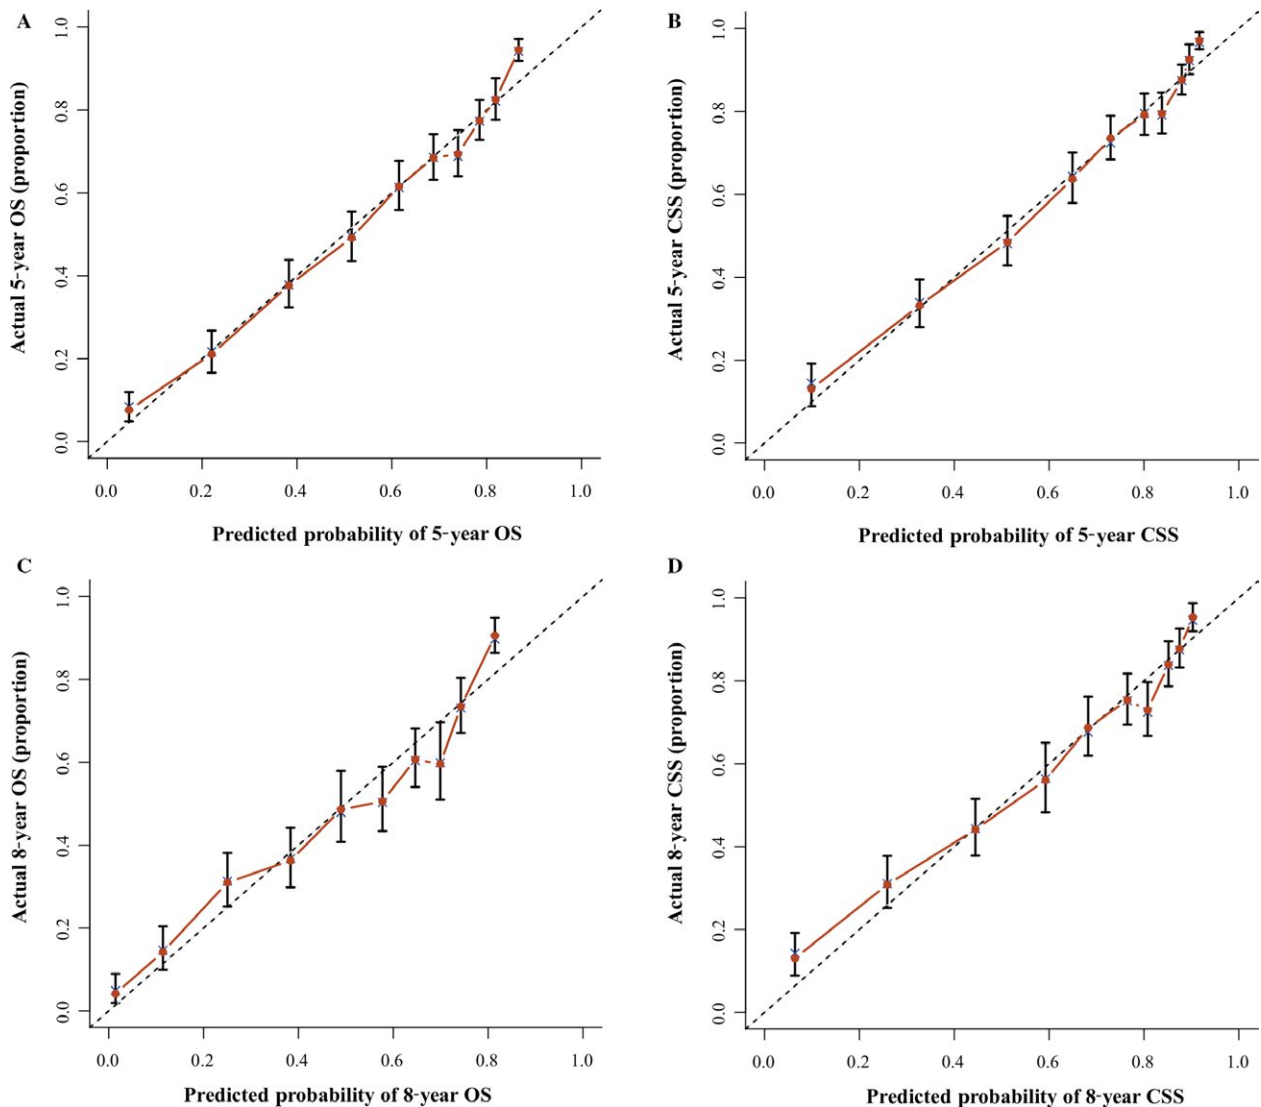 A
Actual 5-year OS (proportion)
1.0
0.8
0.6
0.4
0.2
0.0
0.0 0.2 0.4 0.6 0.8 1.0
Predicted probability of 5-year OS
B
Actual 5-year CSS (proportion)
1.0
0.8
0.6
0.4
0.2
0.0
0.0 0.2 0.4 0.6 0.8 1.0
Predicted probability of 5-year CSS
C
Actual 8-year OS (proportion)
1.0
0.8
0.6
0.4
0.2
0.0
0.0 0.2 0.4 0.6 0.8 1.0
Predicted probability of 8-year OS
D
Actual 8-year CSS (proportion)
1.0
0.8
0.6
0.4
0.2
0.0
0.0 0.2 0.4 0.6 0.8 1.0
Predicted probability of 8-year CSS